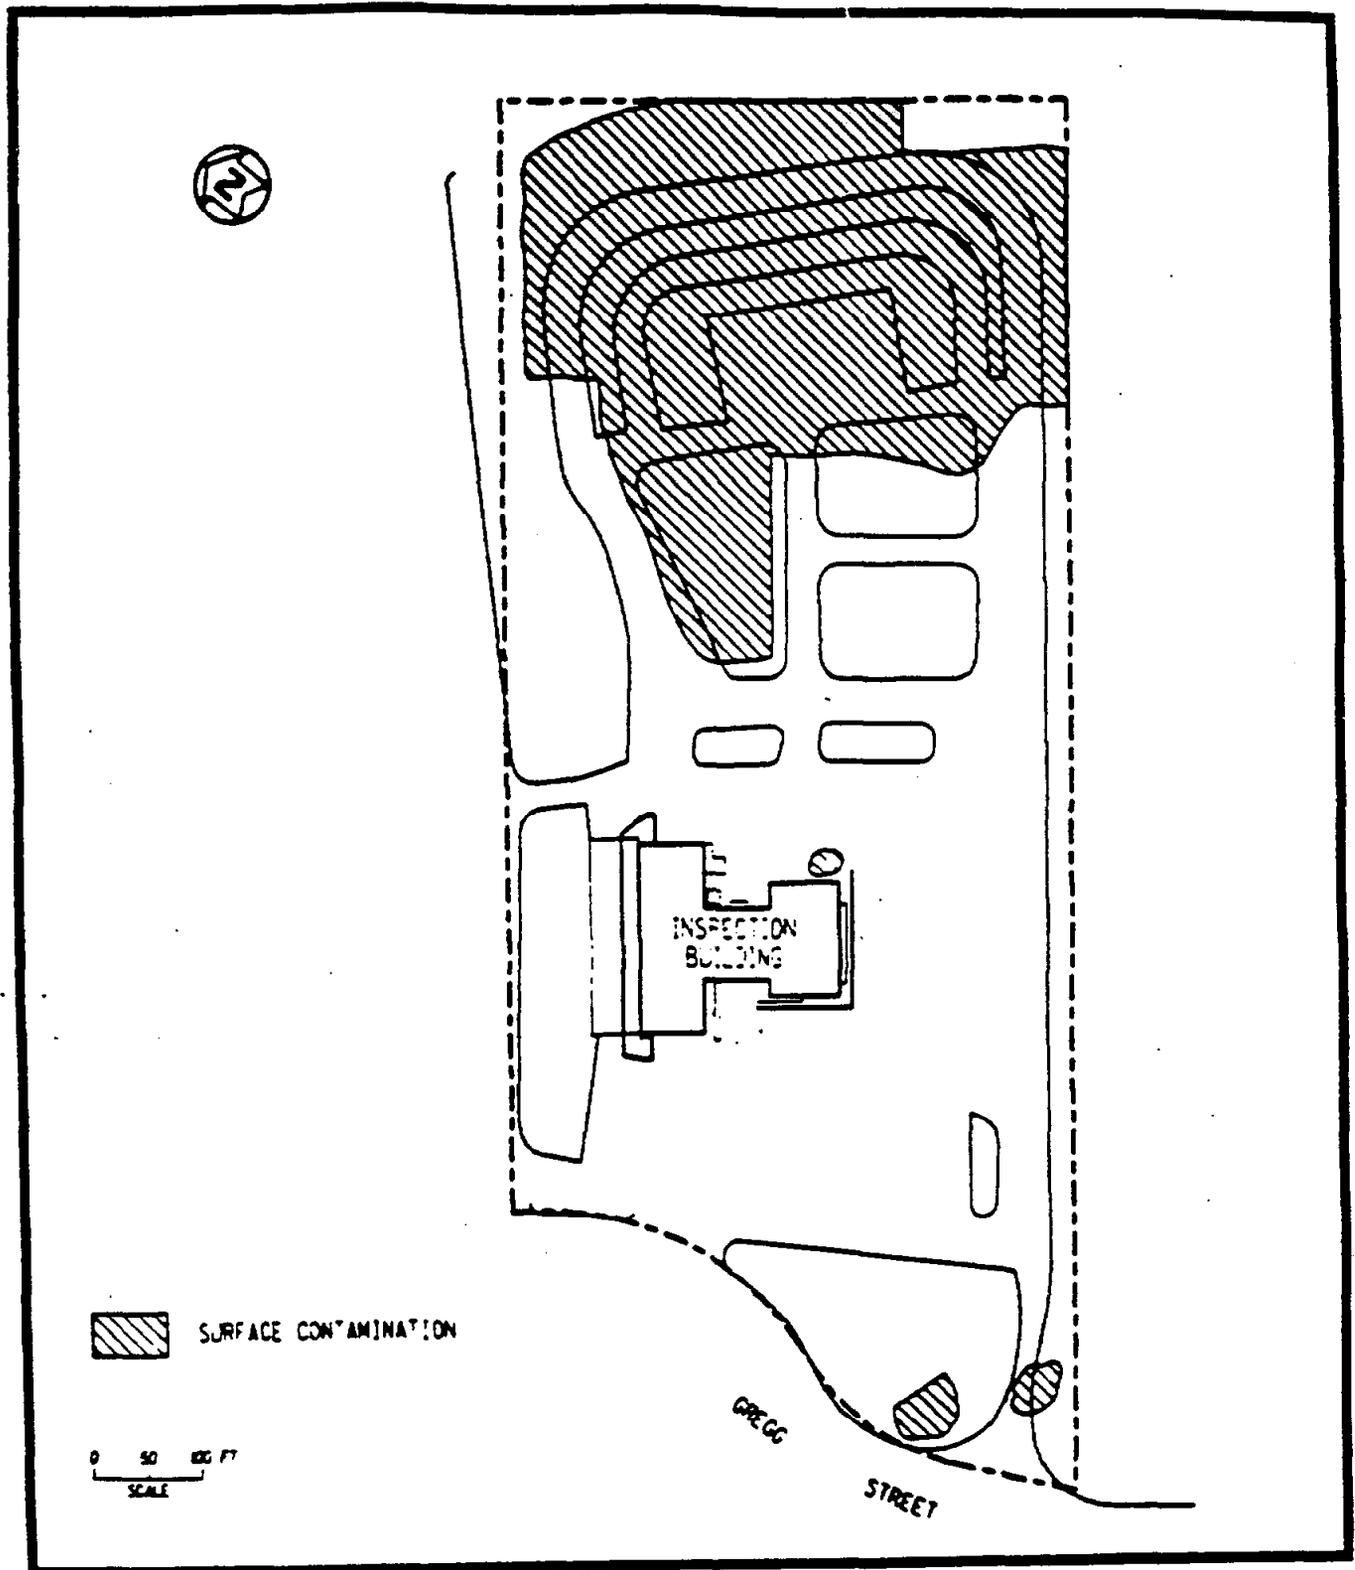 N
INSPECTION
BUILDING
SURFACE CONTAMINATION
GREGG
STREET
0 50 100 FT
SCALE